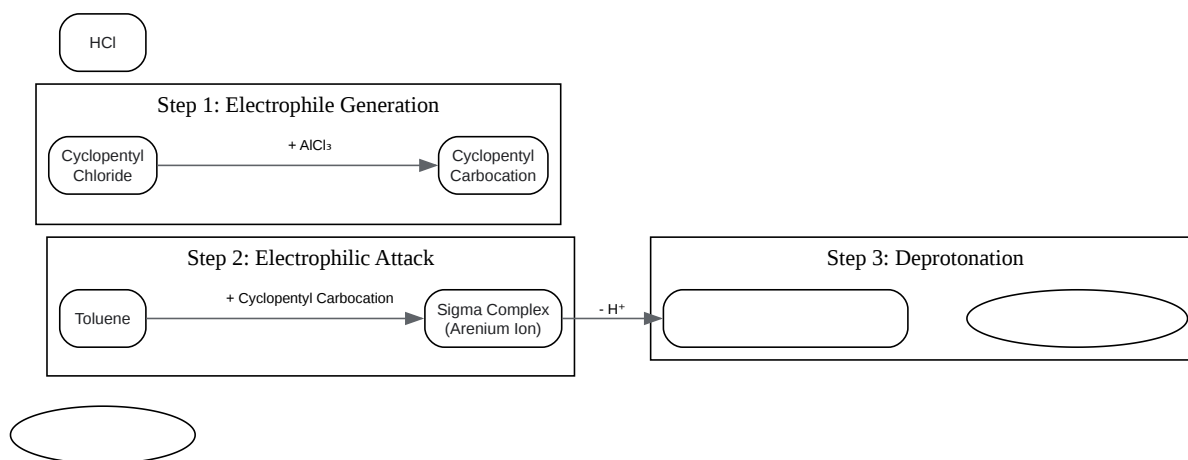 HCl
Step 1: Electrophile Generation
Cyclopentyl
Chloride
+ AlCl₃
Cyclopentyl
Carbocation
Step 2: Electrophilic Attack
Toluene
+ Cyclopentyl Carbocation
Sigma Complex
(Arenium Ion)
- H⁺
Step 3: Deprotonation